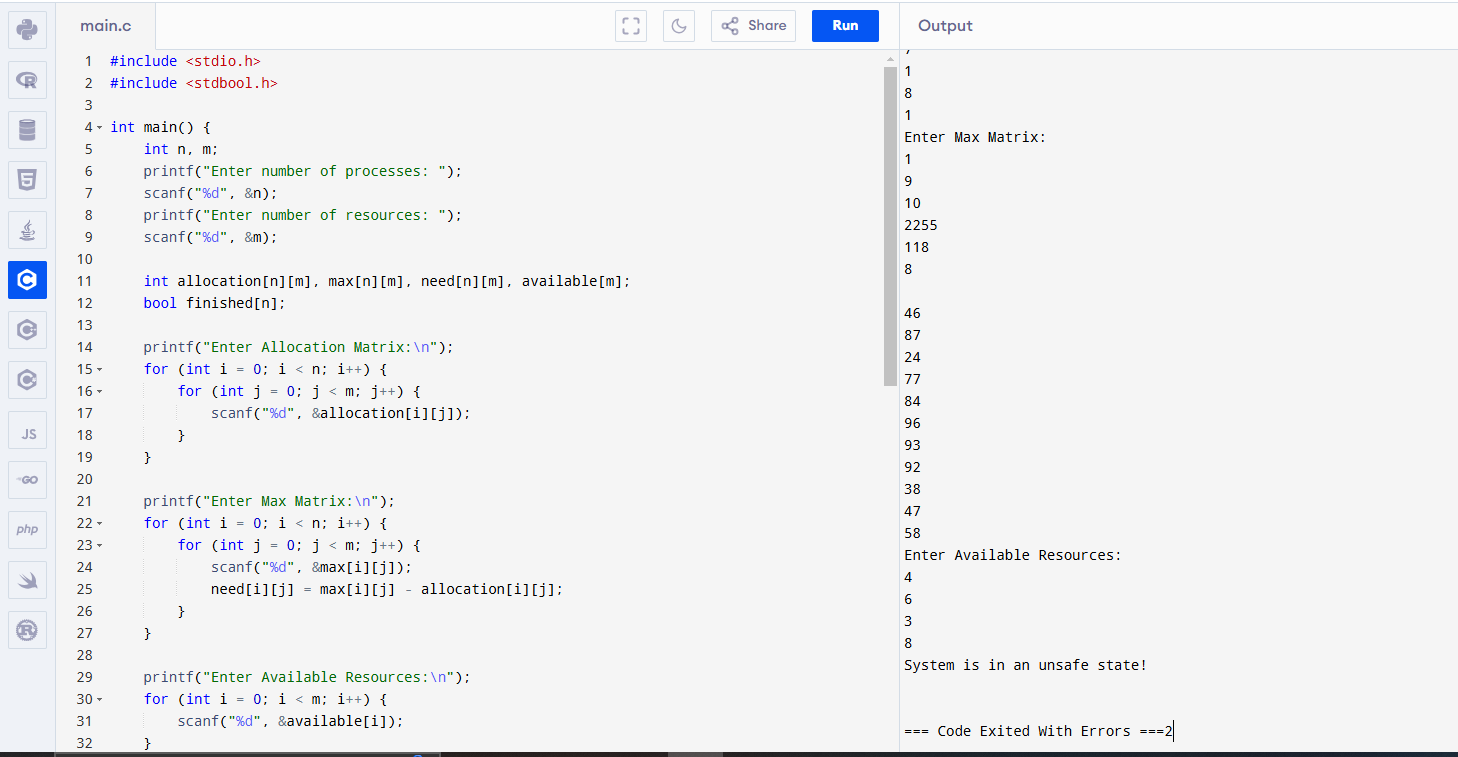 main.c
Share
Run
Output
1 #include <stdio.h>
2 #include <stdbool.h>
3
4 int main() {
5     int n, m;
6     printf("Enter number of processes: ");
7     scanf("%d", &n);
8     printf("Enter number of resources: ");
9     scanf("%d", &m);
10
11     int allocation[n][m], max[n][m], need[n][m], available[m];
12     bool finished[n];
13
14     printf("Enter Allocation Matrix:\n");
15     for (int i = 0; i < n; i++) {
16         for (int j = 0; j < m; j++) {
17             scanf("%d", &allocation[i][j]);
18         }
19     }
20
21     printf("Enter Max Matrix:\n");
22     for (int i = 0; i < n; i++) {
23         for (int j = 0; j < m; j++) {
24             scanf("%d", &max[i][j]);
25             need[i][j] = max[i][j] - allocation[i][j];
26         }
27     }
28
29     printf("Enter Available Resources:\n");
30     for (int i = 0; i < m; i++) {
31         scanf("%d", &available[i]);
32     }
1
8
1
Enter Max Matrix:
1
9
10
2255
118
8

46
87
24
77
84
96
93
92
38
47
58
Enter Available Resources:
4
6
3
8
System is in an unsafe state!
=== Code Exited With Errors ===2
JS
GO
php